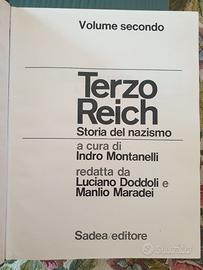 Volume secondo
Terzo
Reich
Storia del nazismo
a cura di
Indro Montanelli
redatta da
Luciano Doddoli e
Manlio Maradei
Sadea/editore